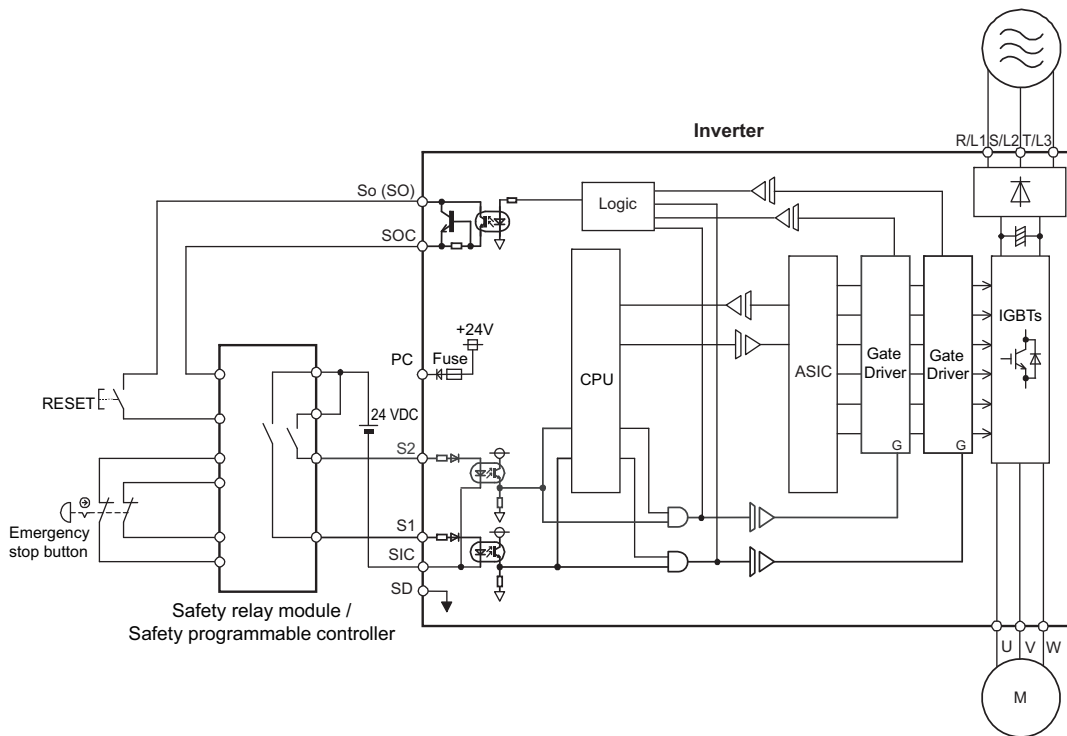 Inverter
R/L1 S/L2 T/L3
So (SO)
SOC
Logic
+24V
PC
Fuse
CPU
ASIC
Gate
Driver
Gate
Driver
IGBTs
RESET
24 VDC
S2
G
G
Emergency
stop button
S1
SIC
SD
Safety relay module /
Safety programmable controller
U V W
M